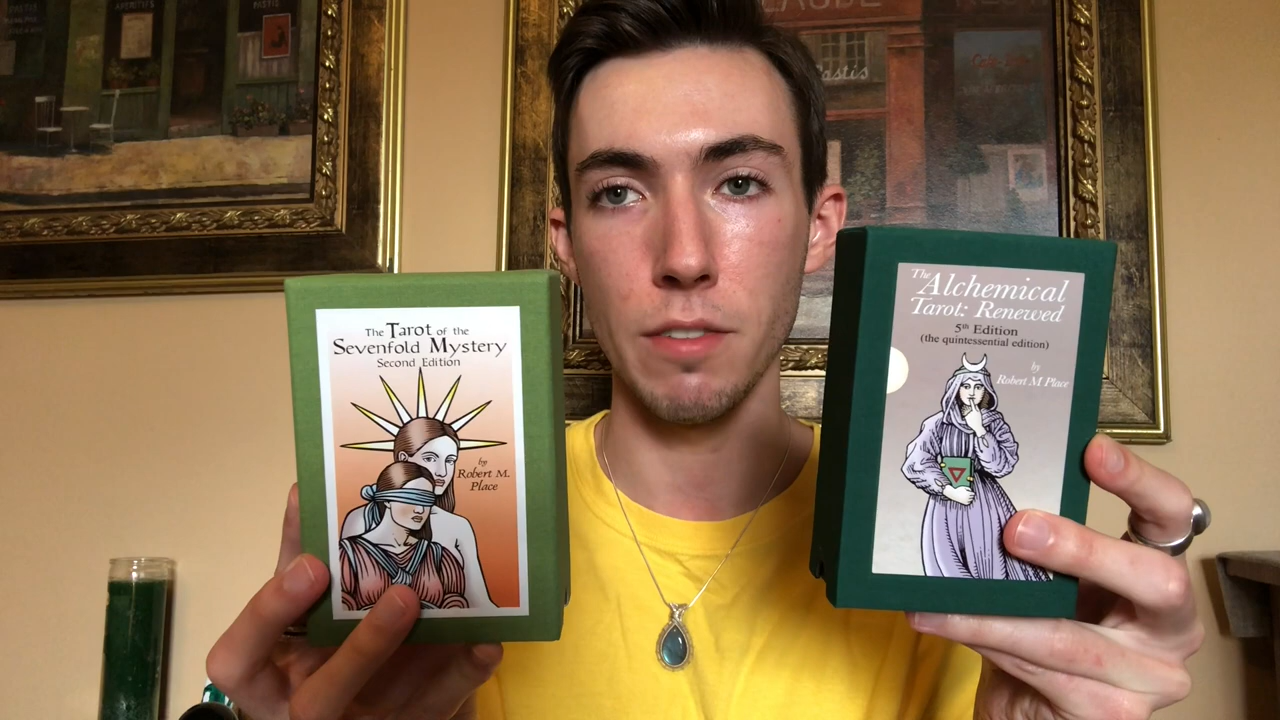 The Tarot of the
Sevenfold Mystery
Second Edition
by
Robert M.
Place
The Alchemical
Tarot: Renewed
5th Edition
(the quintessential edition)
by
Robert M Place
Pastis